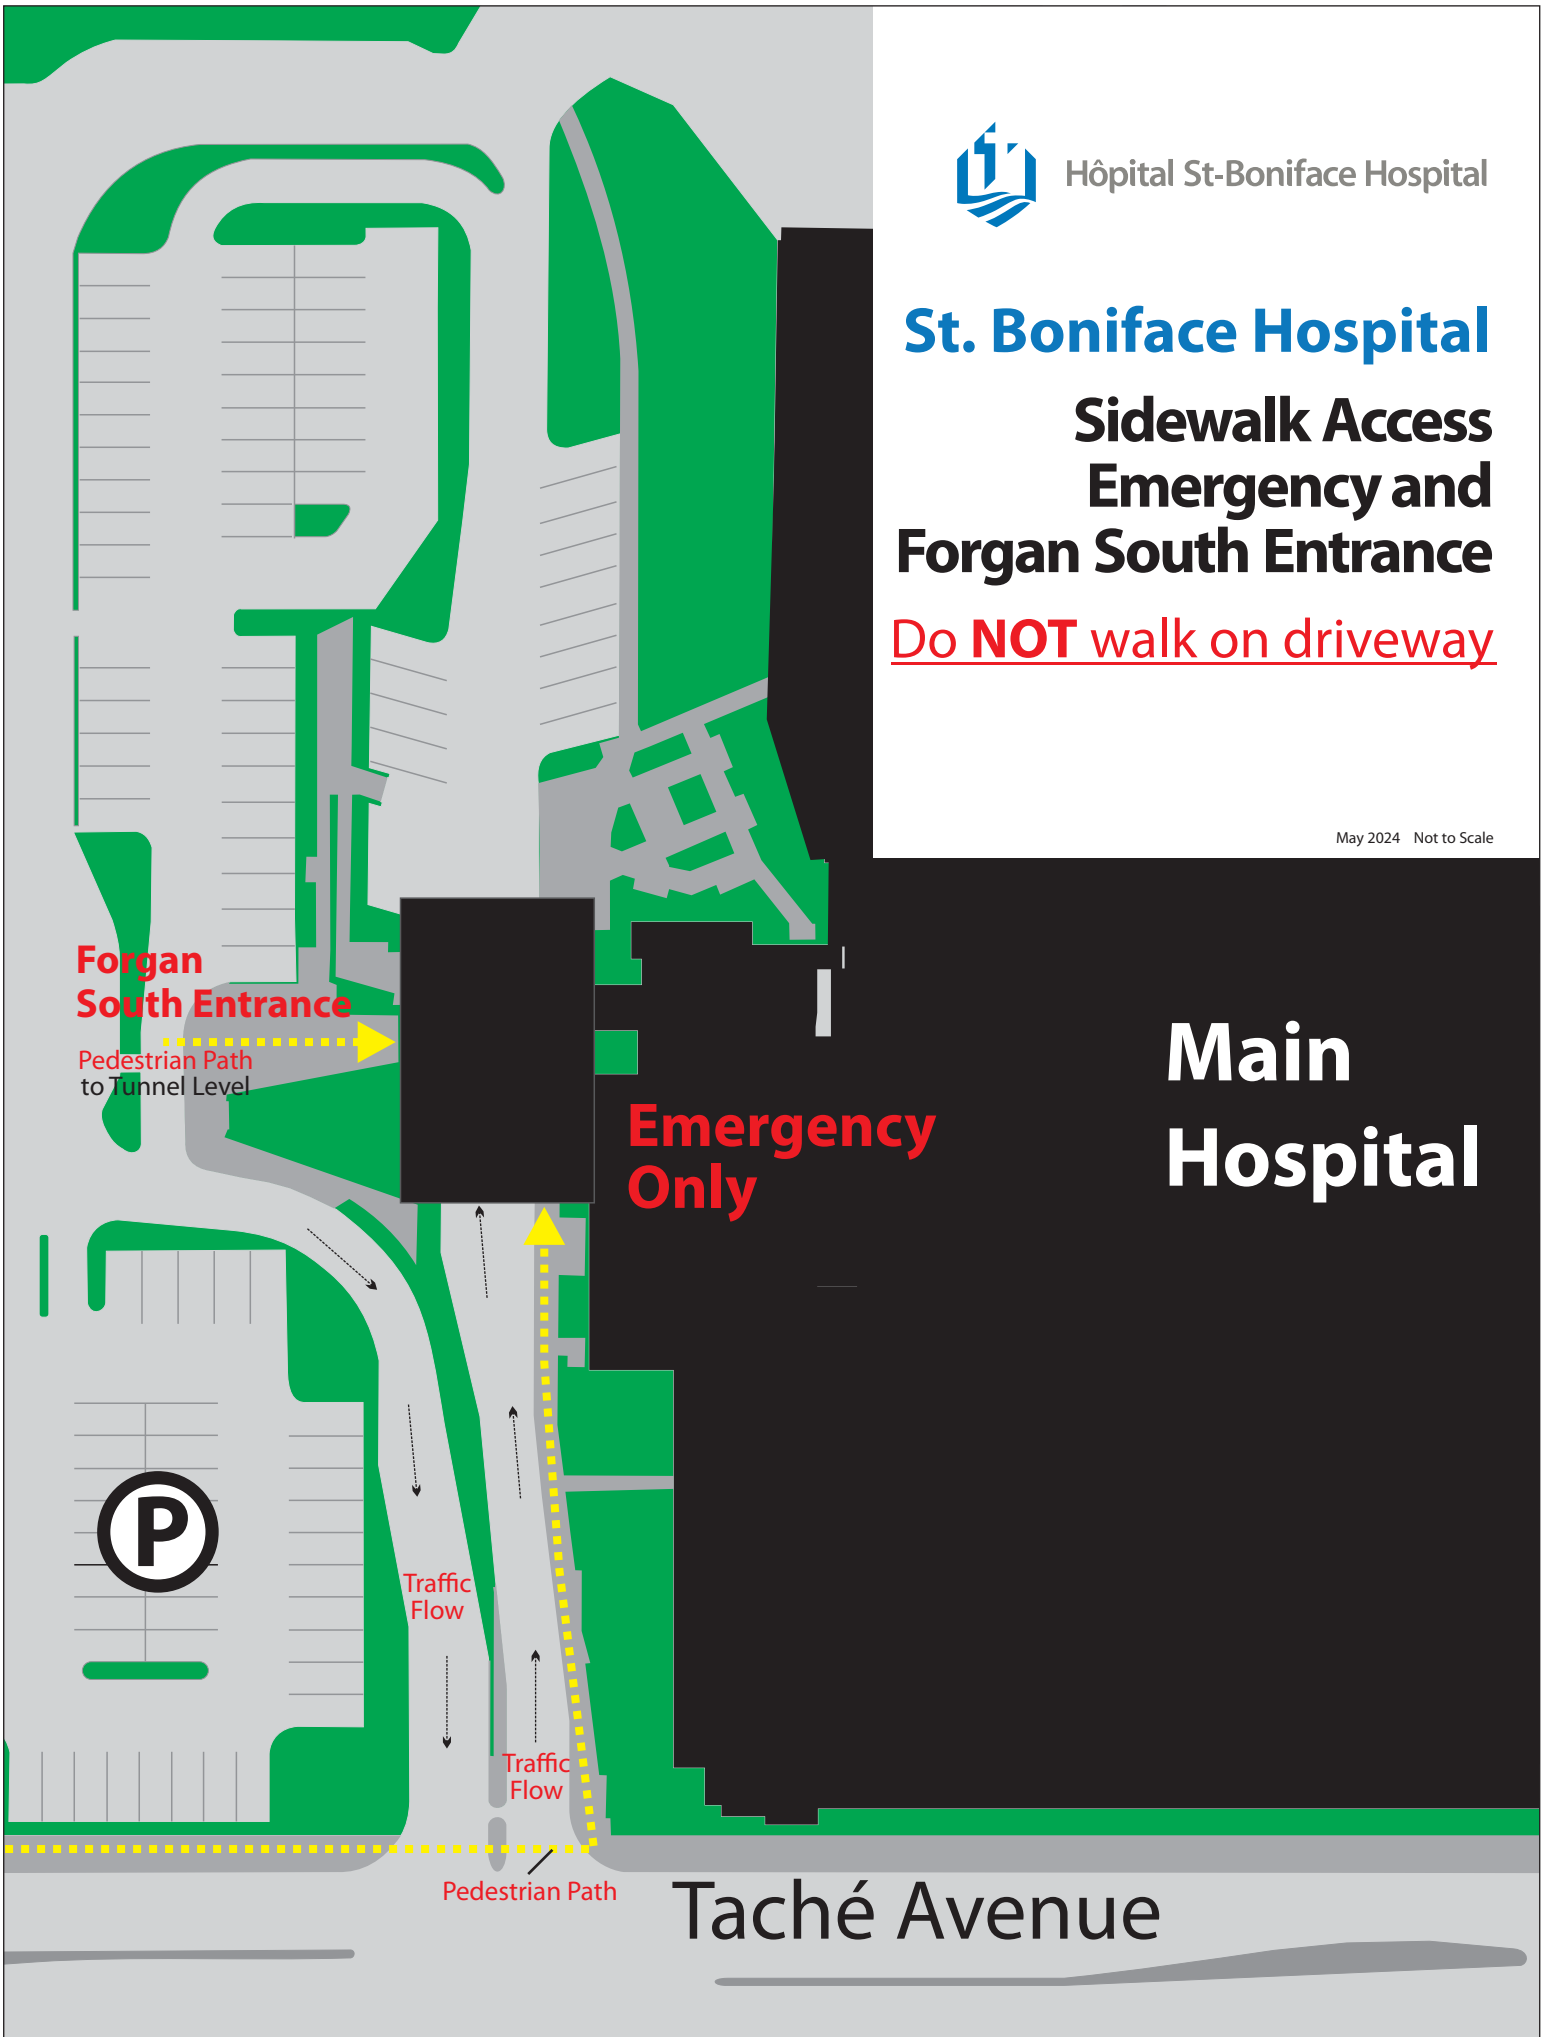 Hôpital St-Boniface Hospital
St. Boniface Hospital
Sidewalk Access
Emergency and
Forgan South Entrance
Do NOT walk on driveway
May 2024 Not to Scale
Forgan
South Entrance
Pedestrian Path
to Tunnel Level
Main
Hospital
Emergency
Only
P
Traffic
Flow
Traffic
Flow
Pedestrian Path
Taché Avenue